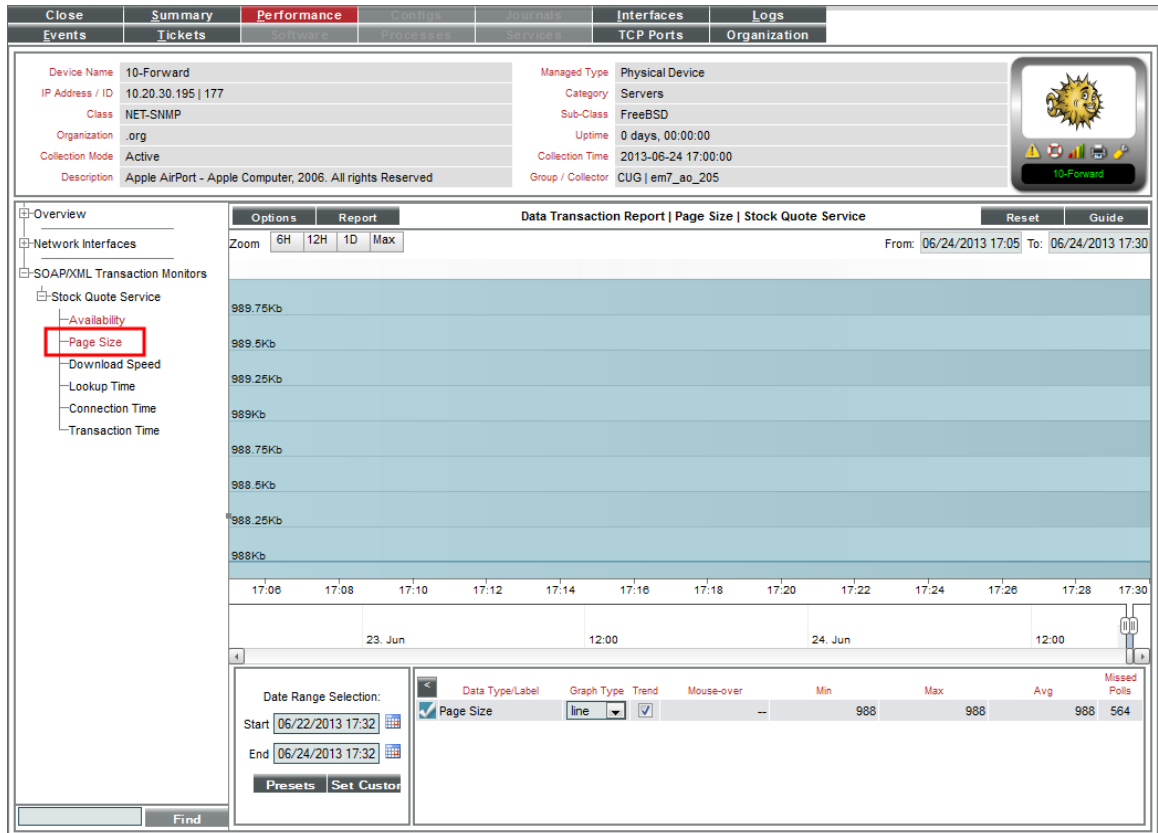 Close Summary Performance Configs Journals Interfaces Logs
Events Tickets Software Processes Services TCP Ports Organization
Device Name 10-Forward Managed Type Physical Device
IP Address / ID 10.20.30.195 | 177 Category Servers
Class NET-SNMP Sub-Class FreeBSD
Organization .org Uptime 0 days, 00:00:00
Collection Mode Active Collection Time 2013-06-24 17:00:00
Description Apple AirPort - Apple Computer, 2006. All rights Reserved Group / Collector CUG | em7_ao_205
10-Forward
Overview
Network Interfaces
SOAP/XML Transaction Monitors
Stock Quote Service
Availability
Page Size
Download Speed
Lookup Time
Connection Time
Transaction Time
Find
Options Report Data Transaction Report | Page Size | Stock Quote Service Reset Guide
Zoom 6H 12H 1D Max From: 06/24/2013 17:05 To: 06/24/2013 17:30
989.75Kb
989.5Kb
989.25Kb
989Kb
988.75Kb
988.5Kb
988.25Kb
988Kb
17:06 17:08 17:10 17:12 17:14 17:16 17:18 17:20 17:22 17:24 17:26 17:28 17:30
23. Jun 12:00 24. Jun 12:00
Date Range Selection:
Start 06/22/2013 17:32
End 06/24/2013 17:32
Presets Set Custor
< Data Type/Label Graph Type Trend Mouse-over Min Max Avg Missed Polls
Page Size line -- 988 988 988 564